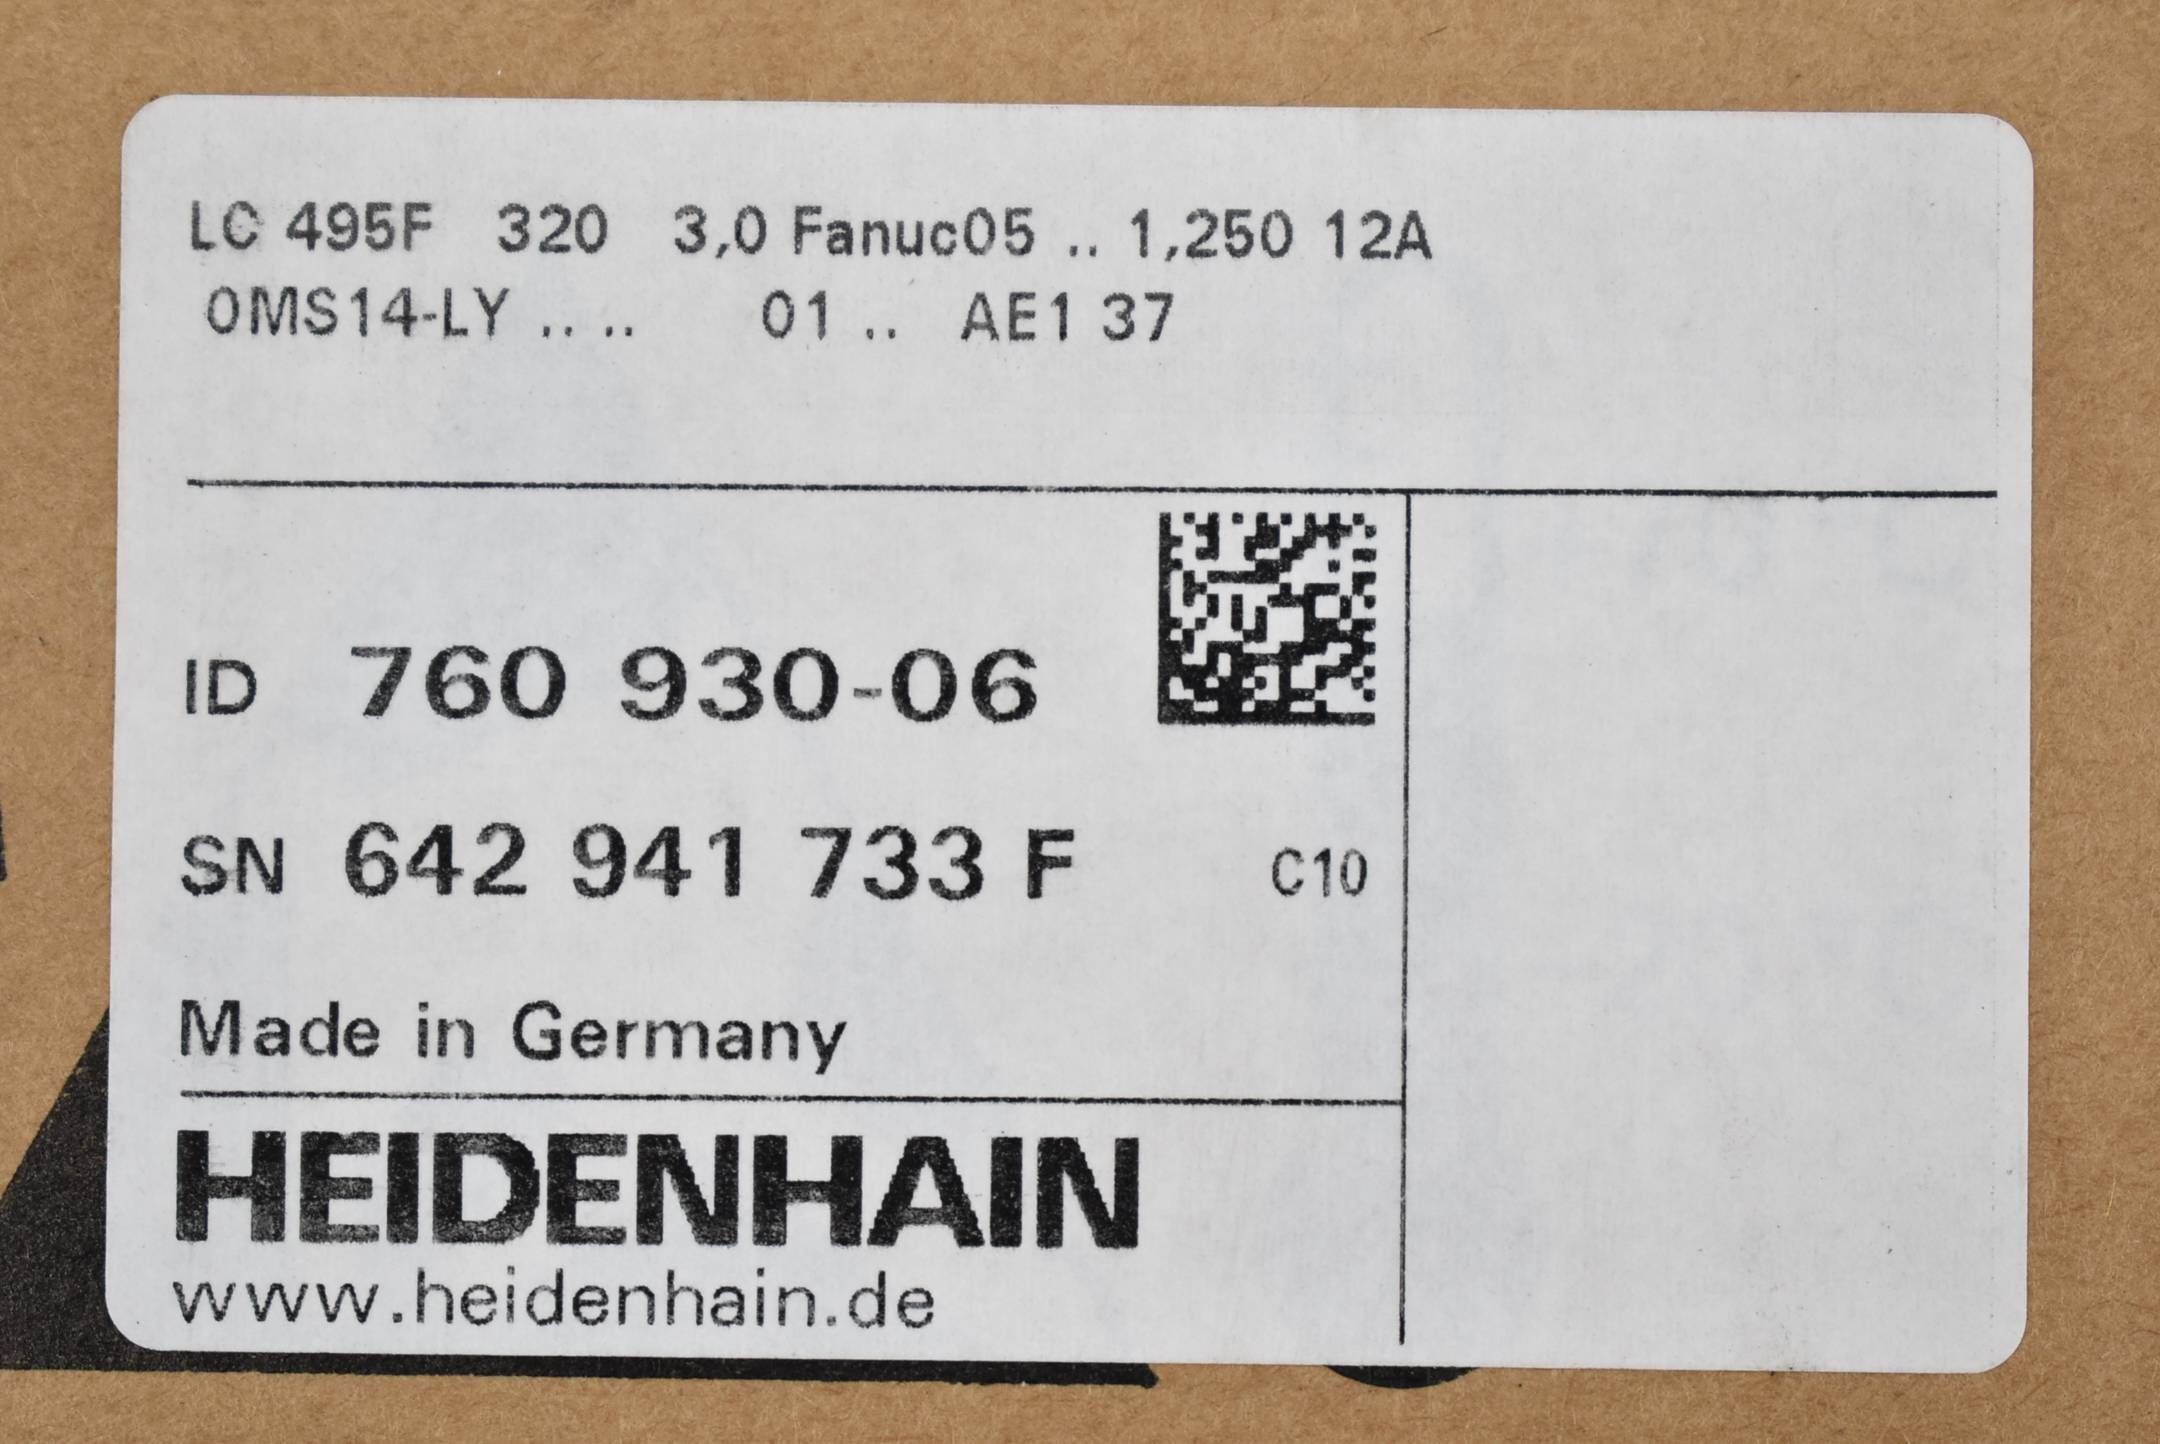 LC 495F 320 3,0 Fanuc05 .. 1,250 12A
0MS14-LY .. .. 01 .. AE1 37
ID 760 930-06
SN 642 941 733 F C10
Made in Germany
HEIDENHAIN
www.heidenhain.de